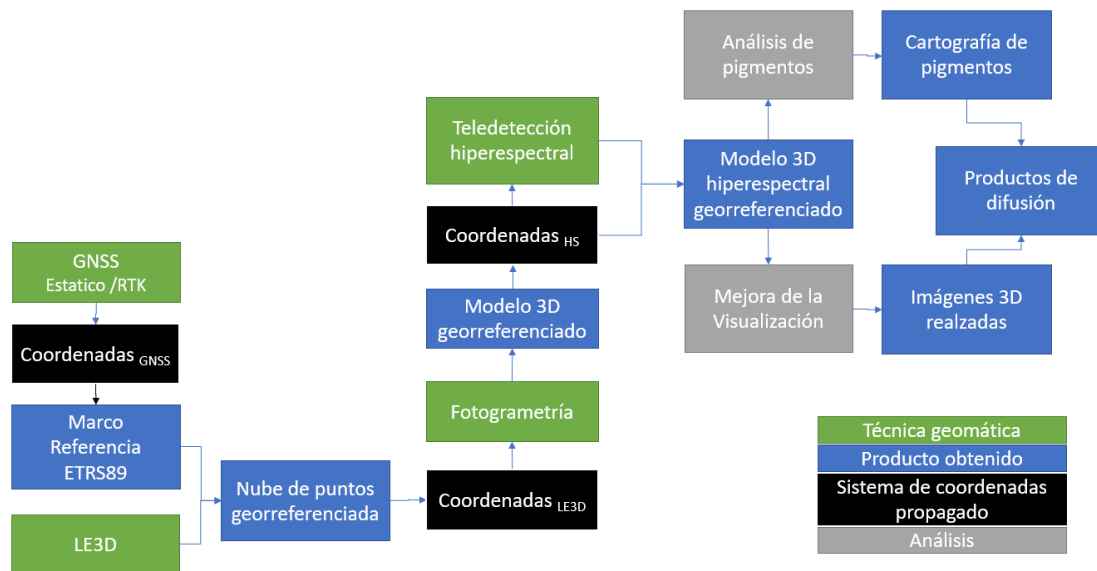 Análisis de
pigmentos
Cartografía de
pigmentos
Teledetección
hiperespectral
Modelo 3D
hiperespectral
georreferenciado
Productos de
difusión
Coordenadas HS
GNSS
Estatico /RTK
Modelo 3D
georreferenciado
Mejora de la
Visualización
Imágenes 3D
realzadas
Coordenadas GNSS
Marco
Referencia
ETRS89
Fotogrametría
Nube de puntos
georreferenciada
Coordenadas LE3D
LE3D
Técnica geomática
Producto obtenido
Sistema de coordenadas
propagado
Análisis